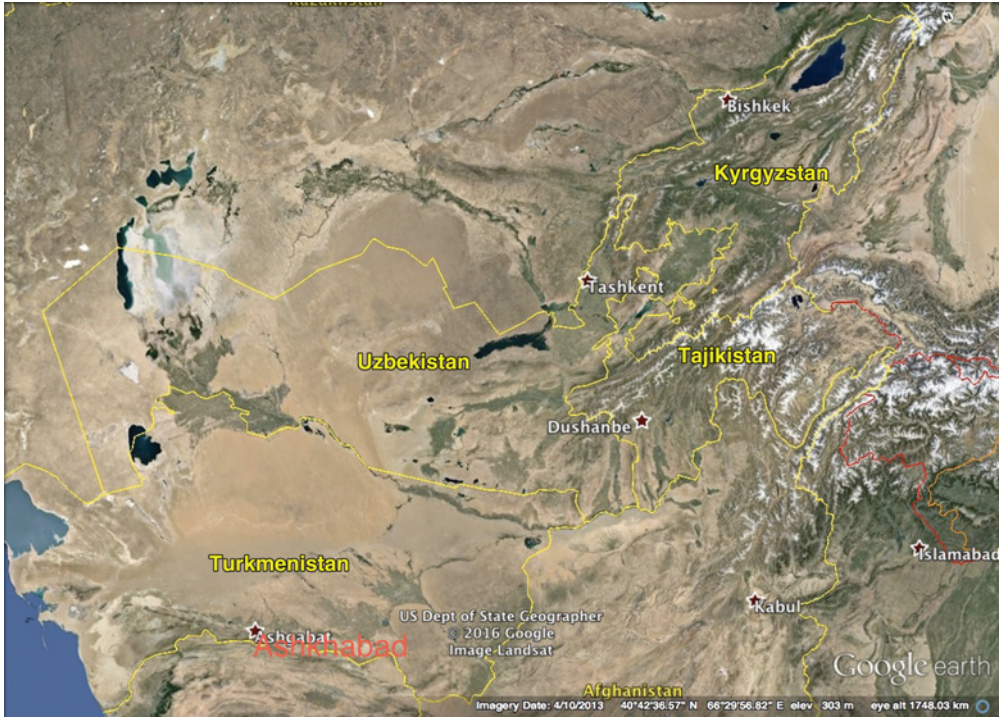 Kazakhstan
Bishkek
Kyrgyzstan
Tashkent
Uzbekistan
Tajikistan
Dushanbe
Islamabad
Turkmenistan
Kabul
US Dept of State Geographer
© 2016 Google
Image Landsat
Ashgabat
Ashkhabad
Google earth
Afghanistan
Imagery Date: 4/10/2013 40°42'36.57" N 66°29'56.82" E elev 303 m eye alt 1748.03 km
N